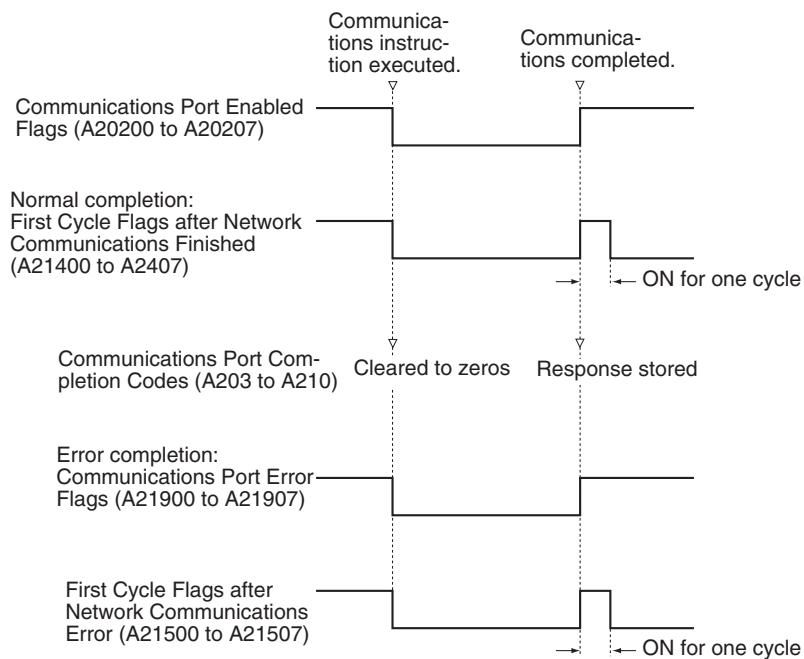 Communica-
tions instruc-
tion executed.
Communica-
tions completed.
Communications Port Enabled
Flags (A20200 to A20207)
Normal completion:
First Cycle Flags after Network
Communications Finished
(A21400 to A2407)
ON for one cycle
Communications Port Com-
pletion Codes (A203 to A210)
Cleared to zeros
Response stored
Error completion:
Communications Port Error
Flags (A21900 to A21907)
First Cycle Flags after
Network Communications
Error (A21500 to A21507)
ON for one cycle